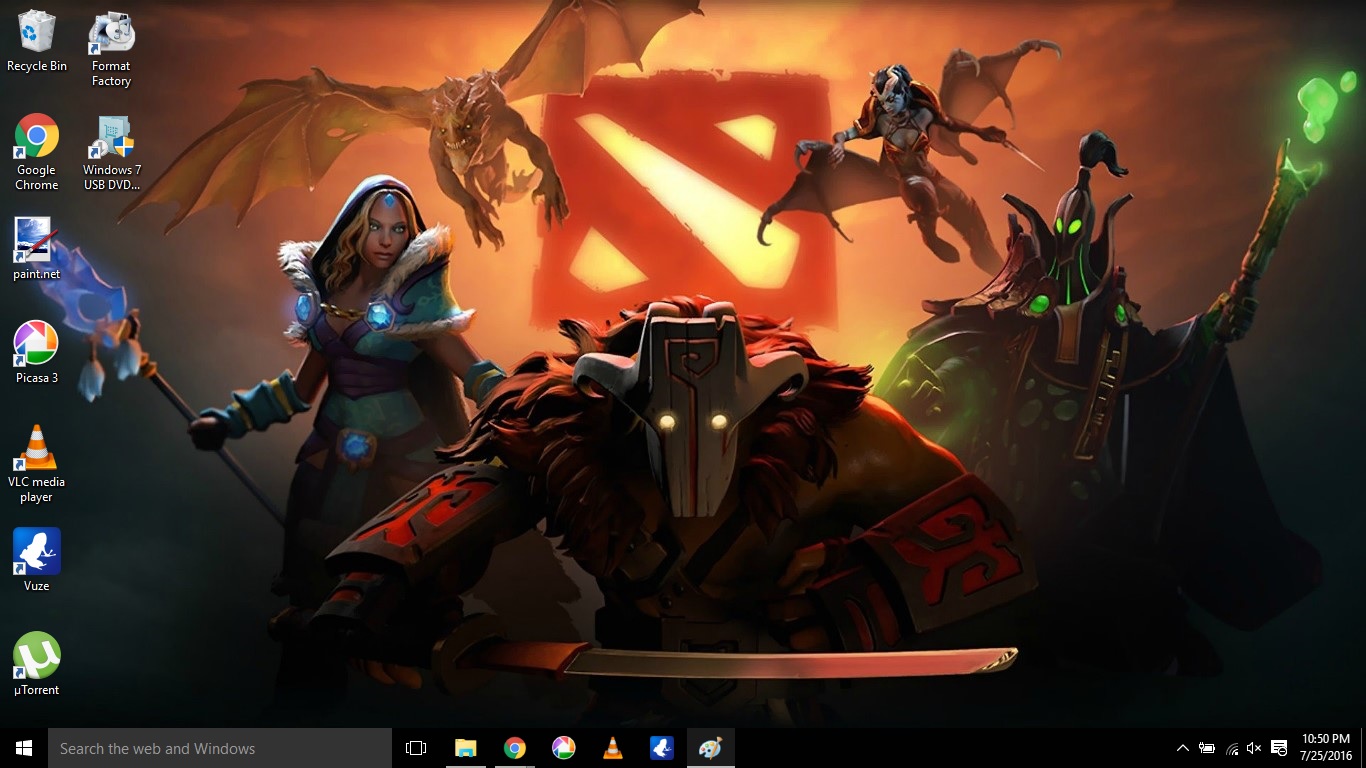 Recycle Bin
Format
Factory
Google
Chrome
Windows 7
USB DVD...
paint.net
Picasa 3
VLC media
player
Vuze
µTorrent
Search the web and Windows
10:50 PM
7/25/2016